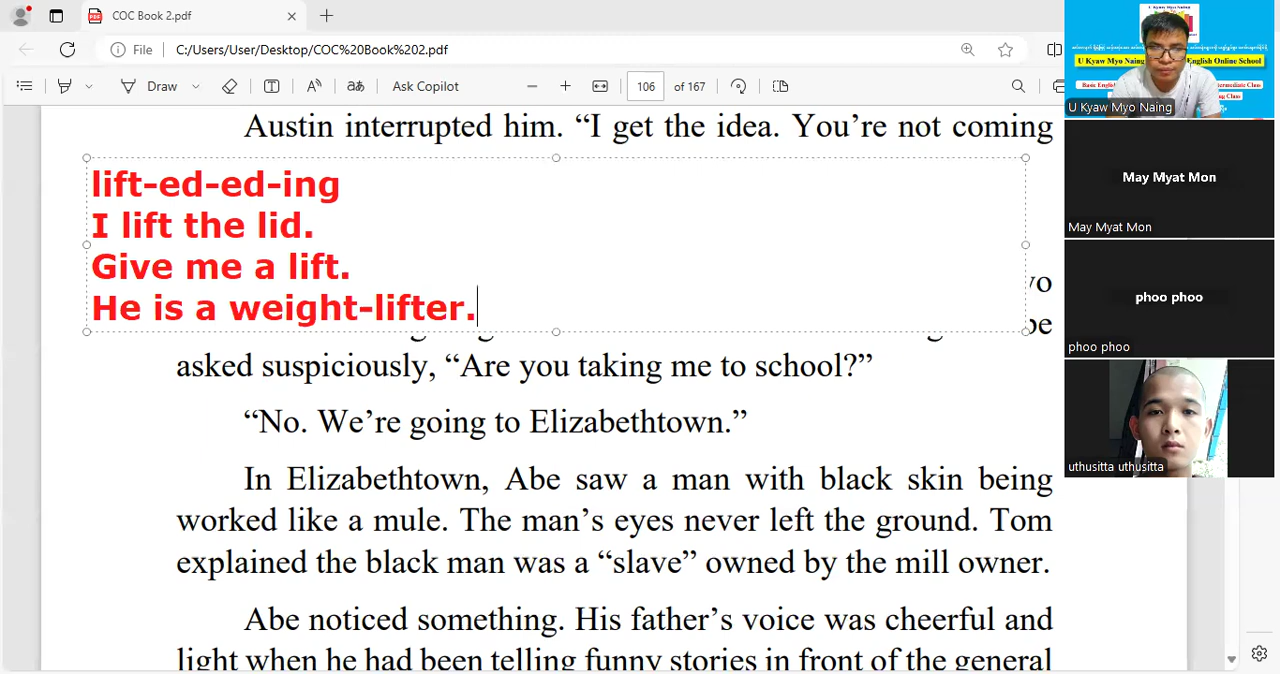 COC Book 2.pdf
File C:/Users/User/Desktop/COC%20Book%202.pdf
Draw Ask Copilot 106 of 167
Austin interrupted him. “I get the idea. You’re not coming
lift-ed-ed-ing
I lift the lid.
Give me a lift.
He is a weight-lifter.
asked suspiciously, “Are you taking me to school?”
“No. We’re going to Elizabethtown.”
In Elizabethtown, Abe saw a man with black skin being
worked like a mule. The man’s eyes never left the ground. Tom
explained the black man was a “slave” owned by the mill owner.
Abe noticed something. His father’s voice was cheerful and
light when he had been telling funny stories in front of the general
U Kyaw Myo Naing
English Online School
U Kyaw Myo Naing
May Myat Mon
May Myat Mon
phoo phoo
phoo phoo
uthusitta uthusitta